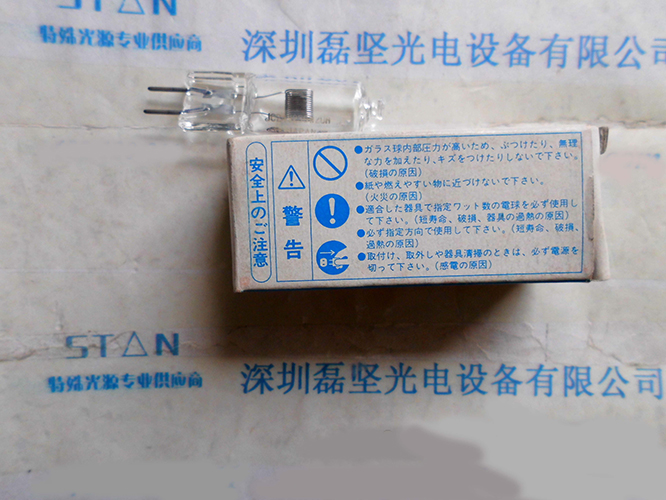 STAN
特殊光源专业供应商
深圳磊坚光电设备有限公司
安全上のご注意
警告
●ガラス球内部圧力が高いため、ぶつけたり、無理
な力を加えたり、キズをつけたりしないで下さい。
(破損の原因)
●紙や燃えやすい物に近づけないで下さい。
(火災の原因)
●適合した器具で指定ワット数の電球を必ず使用し
て下さい。(短寿命、破損、器具の過熱の原因)
●必ず指定方向で使用して下さい。(短寿命、破損、
過熱の原因)
●取付け、取外しや器具清掃のときは、必ず電源を
切って下さい。(感電の原因)
STAN
特殊光源专业供应商
深圳磊坚光电设备有限公司